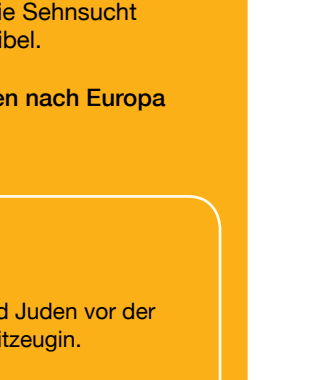 ie Sehnsucht
ibel.
en nach Europa
d Juden vor der
itzeugin.